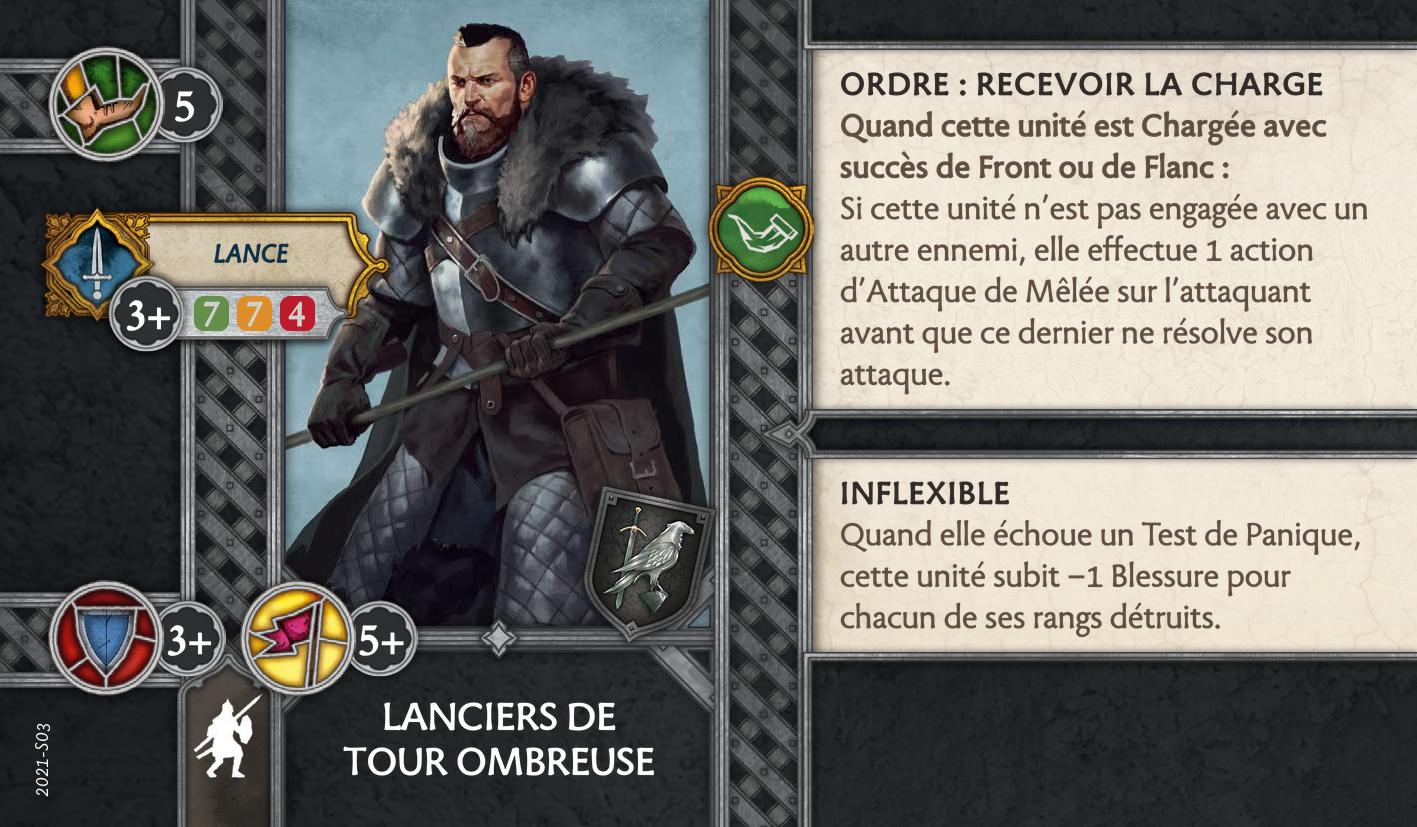 5
LANCE
3+
7 7 4
3+
5+
LANCIERS DE
TOUR OMBREUSE
2021-S03
ORDRE : RECEVOIR LA CHARGE
Quand cette unité est Chargée avec
succès de Front ou de Flanc :
Si cette unité n’est pas engagée avec un
autre ennemi, elle effectue 1 action
d’Attaque de Mêlée sur l’attaquant
avant que ce dernier ne résolve son
attaque.
INFLEXIBLE
Quand elle échoue un Test de Panique,
cette unité subit −1 Blessure pour
chacun de ses rangs détruits.